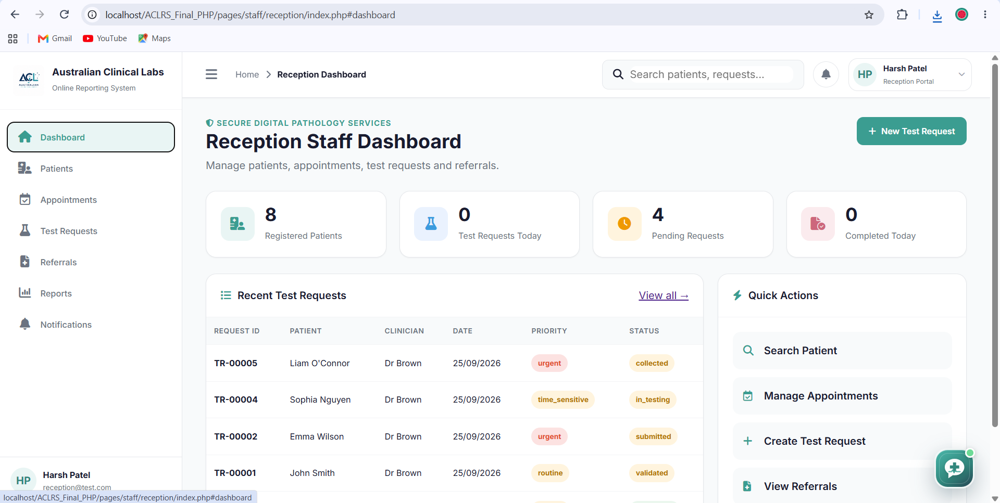 localhost/ACLRS_Final_PHP/pages/staff/reception/index.php#dashboard
Gmail YouTube Maps
ACL
AUSTRALIAN
Australian Clinical Labs
Online Reporting System
Home Reception Dashboard
Search patients, requests...
HP
Harsh Patel
Reception Portal
Dashboard
Patients
Appointments
Test Requests
Referrals
Reports
Notifications
SECURE DIGITAL PATHOLOGY SERVICES
Reception Staff Dashboard
Manage patients, appointments, test requests and referrals.
+ New Test Request
8
Registered Patients
0
Test Requests Today
4
Pending Requests
0
Completed Today
Recent Test Requests
View all →
REQUEST ID PATIENT CLINICIAN DATE PRIORITY STATUS
TR-00005 Liam O'Connor Dr Brown 25/09/2026 urgent collected
TR-00004 Sophia Nguyen Dr Brown 25/09/2026 time_sensitive in_testing
TR-00002 Emma Wilson Dr Brown 25/09/2026 urgent submitted
TR-00001 John Smith Dr Brown 25/09/2026 routine validated
Quick Actions
Search Patient
Manage Appointments
Create Test Request
View Referrals
HP
Harsh Patel
reception@test.com
localhost/ACLRS_Final_PHP/pages/staff/reception/index.php#dashboard